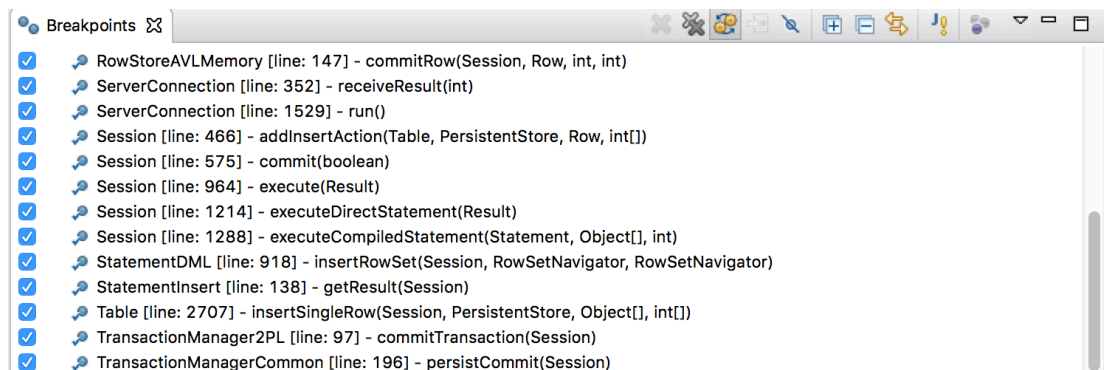 Breakpoints
RowStoreAVLMemory [line: 147] - commitRow(Session, Row, int, int)
ServerConnection [line: 352] - receiveResult(int)
ServerConnection [line: 1529] - run()
Session [line: 466] - addInsertAction(Table, PersistentStore, Row, int[])
Session [line: 575] - commit(boolean)
Session [line: 964] - execute(Result)
Session [line: 1214] - executeDirectStatement(Result)
Session [line: 1288] - executeCompiledStatement(Statement, Object[], int)
StatementDML [line: 918] - insertRowSet(Session, RowSetNavigator, RowSetNavigator)
StatementInsert [line: 138] - getResult(Session)
Table [line: 2707] - insertSingleRow(Session, PersistentStore, Object[], int[])
TransactionManager2PL [line: 97] - commitTransaction(Session)
TransactionManagerCommon [line: 196] - persistCommit(Session)